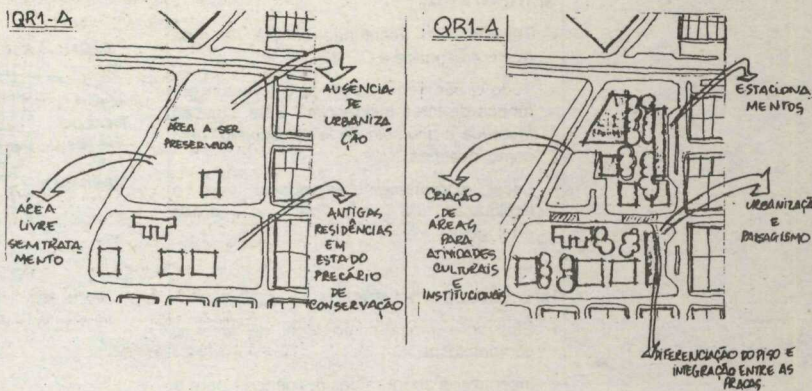 QR1-A
AUSÊNCIA
DE
URBANIZA
ÇÃO
ÁREA A SER
PRESERVADA
ÁREA
LIVRE
SEM TRATA
MENTO
ANTIGAS
RESIDÊNCIAS
EM
ESTADO
PRECÁRIO
DE
CONSERVAÇÃO
QR1-A
ESTACIONA
MENTOS
CRIAÇÃO
DE
ÁREAS
PARA
ATIVIDADES
CULTURAIS
E
INSTITUCIONAIS
URBANIZAÇÃO
E
PAISAGISMO
DIFERENCIAÇÃO DO PISO E
INTEGRAÇÃO ENTRE AS
PRAÇAS